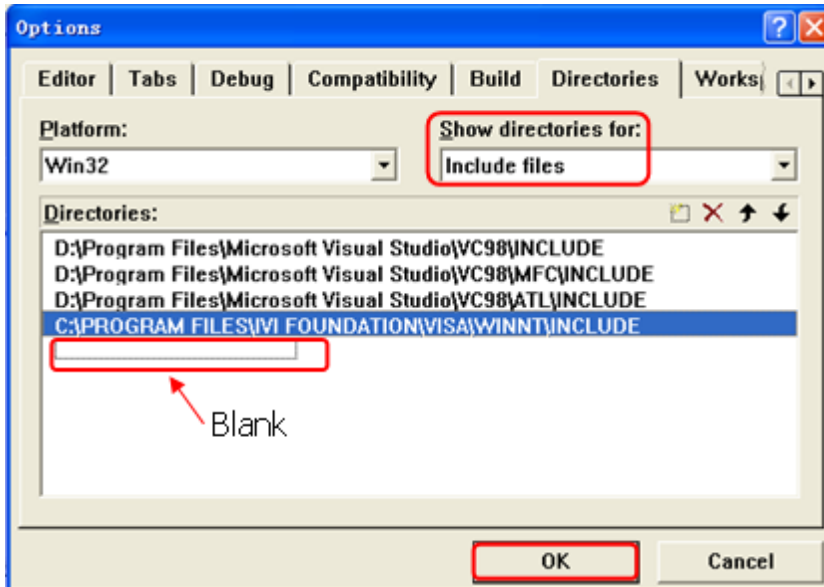 Options
Editor Tabs Debug Compatibility Build Directories Works
Platform: Show directories for:
Win32 Include files
Directories:
D:\Program Files\Microsoft Visual Studio\VC98\INCLUDE
D:\Program Files\Microsoft Visual Studio\VC98\MFC\INCLUDE
D:\Program Files\Microsoft Visual Studio\VC98\ATL\INCLUDE
C:\PROGRAM FILES\IVI FOUNDATION\VISA\WINNT\INCLUDE
Blank
OK Cancel